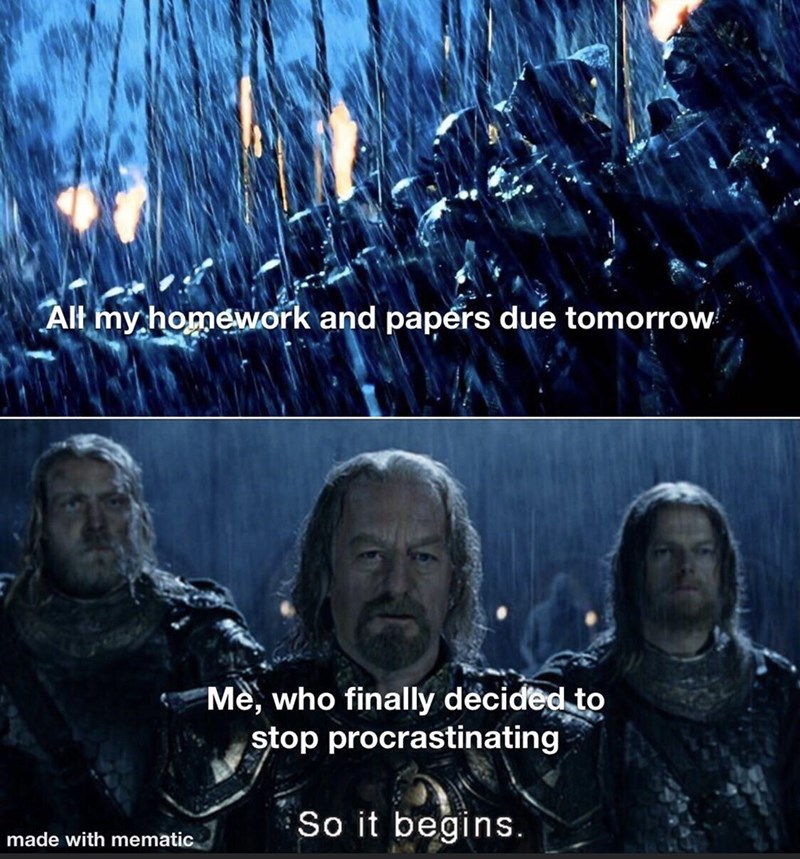 All my homework and papers due tomorrow
Me, who finally decided to
stop procrastinating
So it begins.
made with mematic